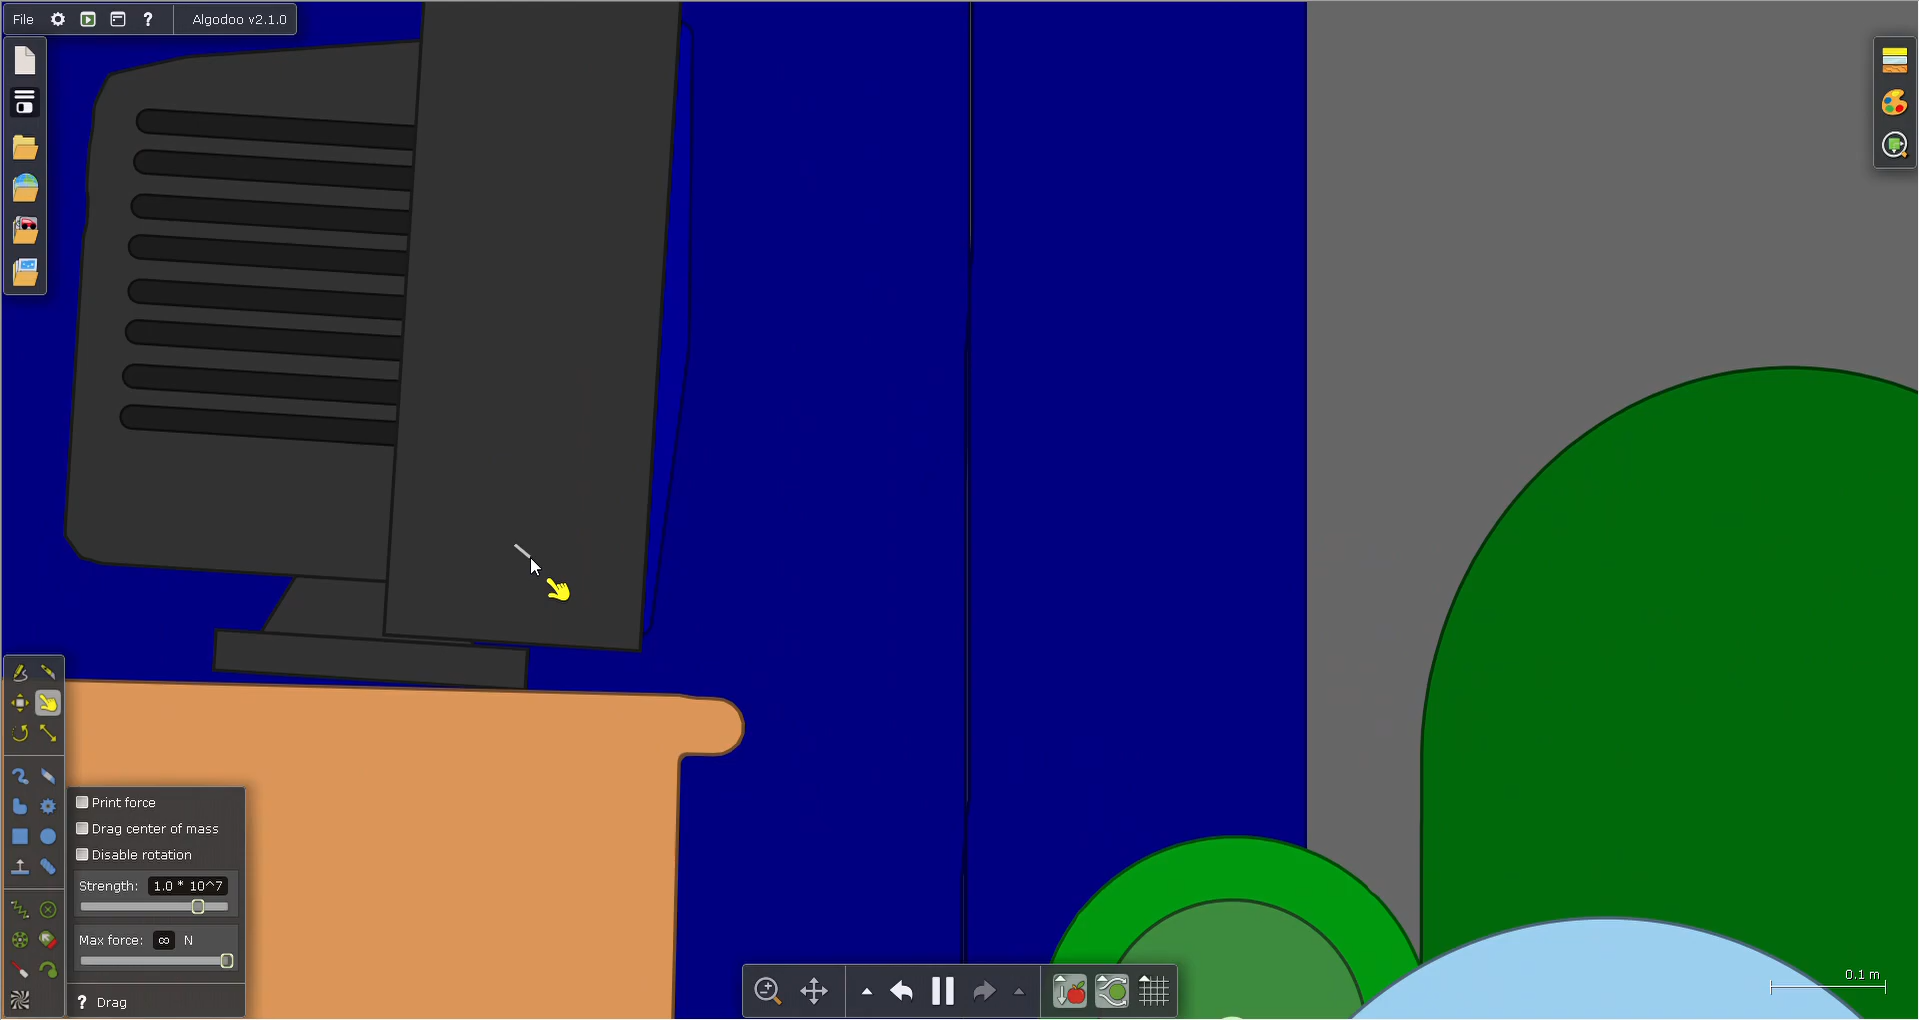 File ? Algodoo v2.1.0
Print force
Drag center of mass
Disable rotation
Strength: 1.0 * 10^7
Max force: ∞ N
? Drag
0.1 m